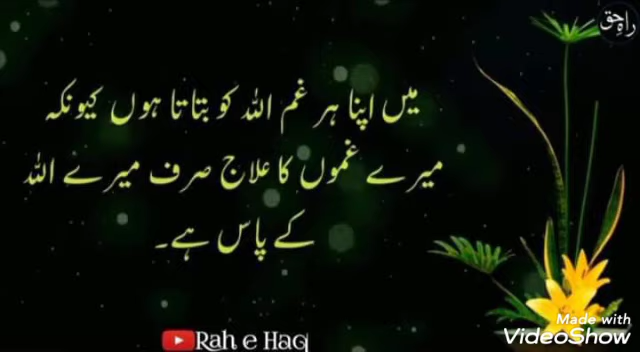 راہِ حق
میں اپنا ہر غم اللہ کو بتاتا ہوں کیونکہ
میرے غموں کا علاج صرف میرے اللہ
کے پاس ہے۔
Rah e Haq
Made with
VideoShow